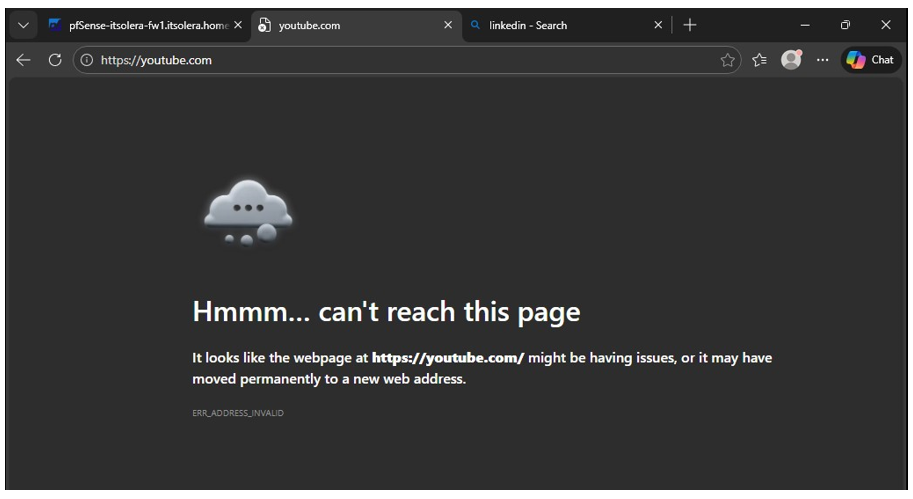 pfSense-itsolera-fw1.itsolera.home
youtube.com
linkedin - Search
https://youtube.com
Chat
Hmmm... can't reach this page
It looks like the webpage at https://youtube.com/ might be having issues, or it may have
moved permanently to a new web address.
ERR_ADDRESS_INVALID